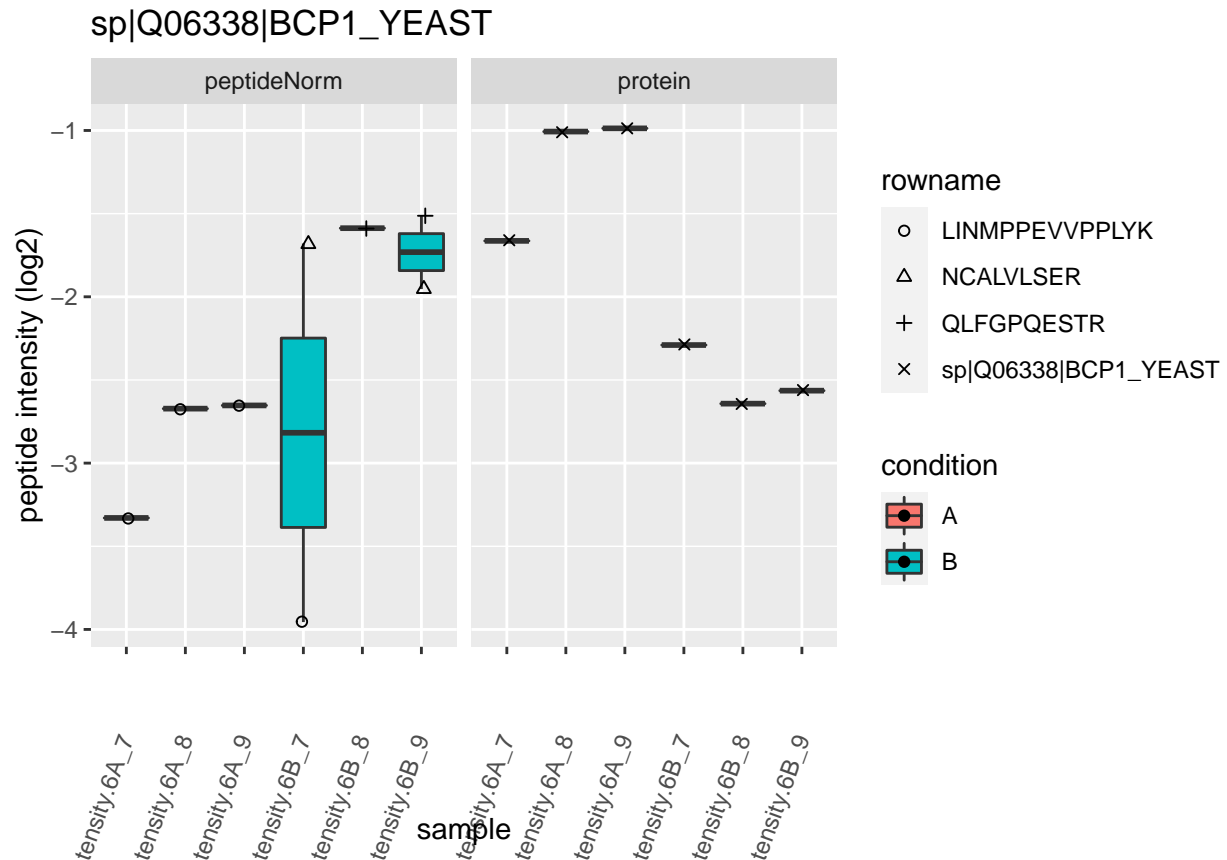 sp|Q06338|BCP1_YEAST
peptideNorm
protein
peptide intensity (log2)
−1
−2
−3
−4
tensity.6A_7
tensity.6A_8
tensity.6A_9
tensity.6B_7
tensity.6B_8
tensity.6B_9
tensity.6A_7
tensity.6A_8
tensity.6A_9
tensity.6B_7
tensity.6B_8
tensity.6B_9
sample
rowname
LINMPPEVVPPLYK
NCALVLSER
QLFGPQESTR
sp|Q06338|BCP1_YEAST
condition
A
B